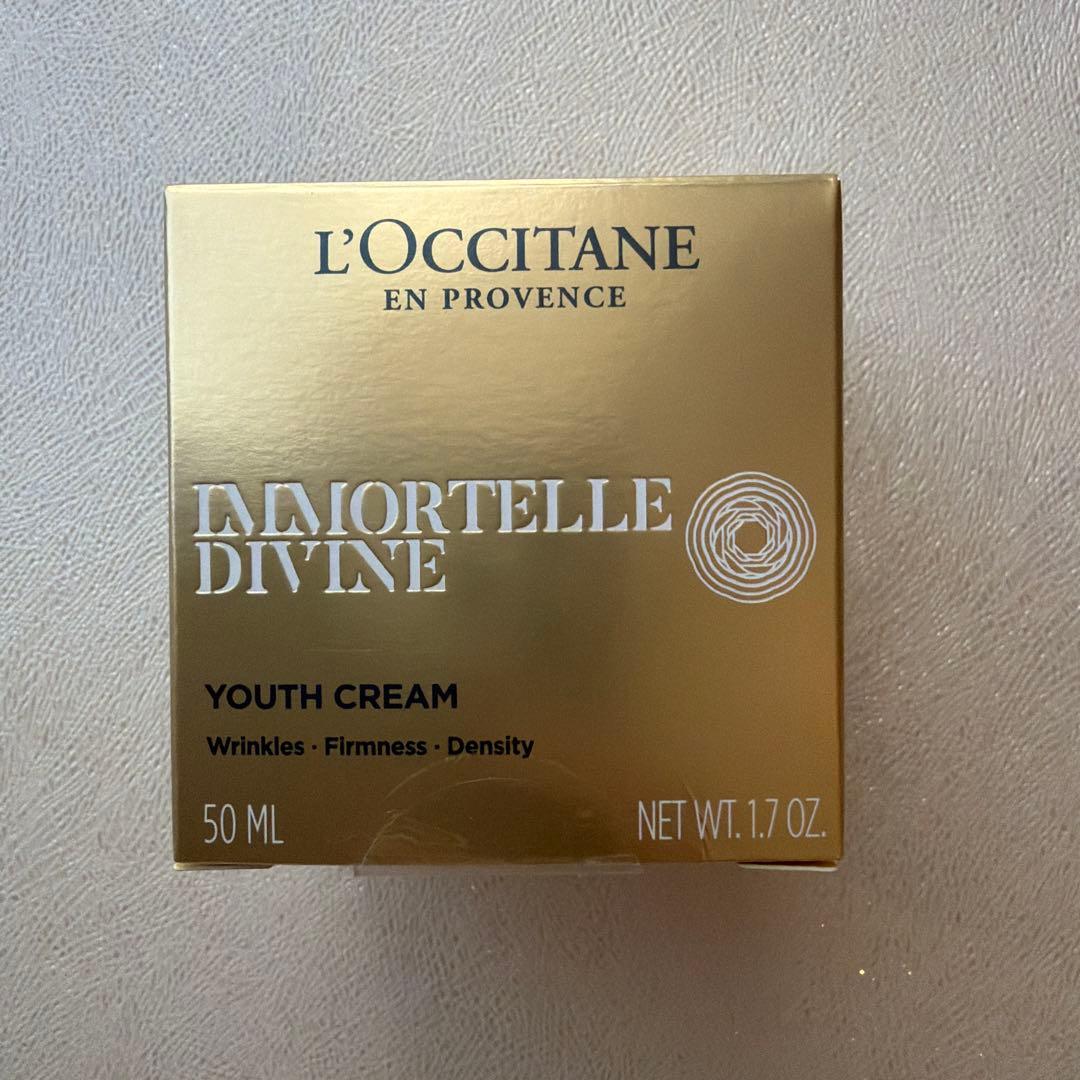 L'OCCITANE
EN PROVENCE
IMMORTELLE
DIVINE
YOUTH CREAM
Wrinkles · Firmness · Density
50 ML
NET WT. 1.7 OZ.